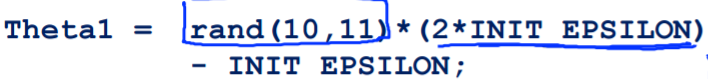 Theta1 = rand(10,11)*(2*INIT EPSILON)
- INIT EPSILON;